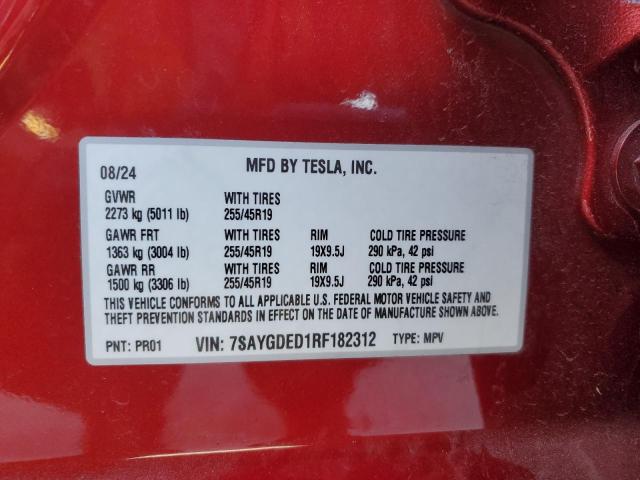 08/24 MFD BY TESLA, INC.
GVWR WITH TIRES
2273 kg (5011 lb) 255/45R19
GAWR FRT WITH TIRES RIM COLD TIRE PRESSURE
1363 kg (3004 lb) 255/45R19 19X9.5J 290 kPa, 42 psi
GAWR RR WITH TIRES RIM COLD TIRE PRESSURE
1500 kg (3306 lb) 255/45R19 19X9.5J 290 kPa, 42 psi
THIS VEHICLE CONFORMS TO ALL APPLICABLE U.S. FEDERAL MOTOR VEHICLE SAFETY AND
THEFT PREVENTION STANDARDS IN EFFECT ON THE DATE OF MANUFACTURE SHOWN ABOVE.
PNT: PR01 VIN: 7SAYGDED1RF182312 TYPE: MPV